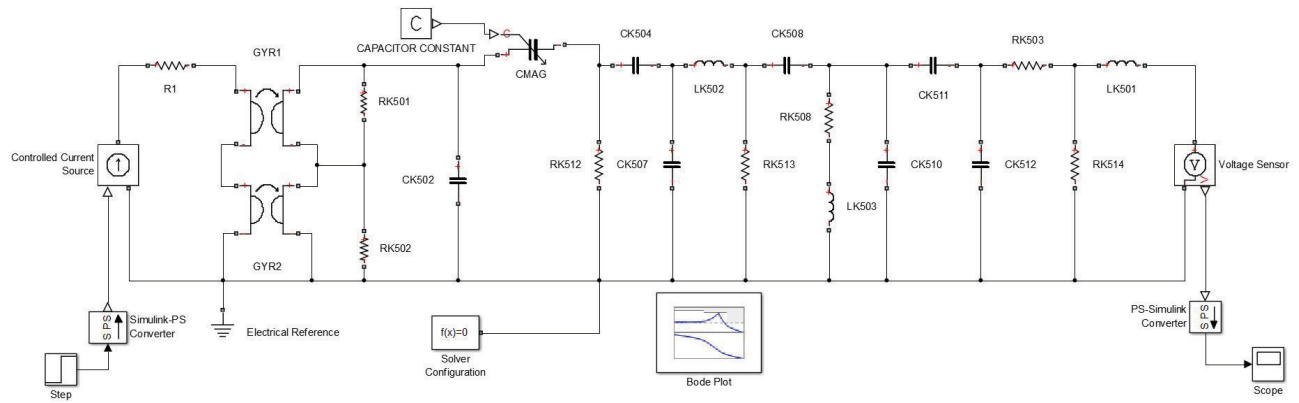 C
CAPACITOR CONSTANT
C
CMAG
GYR1
R1
RK501
CK504
LK502
CK508
RK503
CK511
LK501
RK508
Controlled Current
Source
CK502
RK512
CK507
RK513
CK510
CK512
RK514
V
V
Voltage Sensor
LK503
RK502
GYR2
S PS
Simulink-PS
Converter
Electrical Reference
f(x)=0
Solver
Configuration
Bode Plot
PS-Simulink
Converter
S PS
Step
Scope